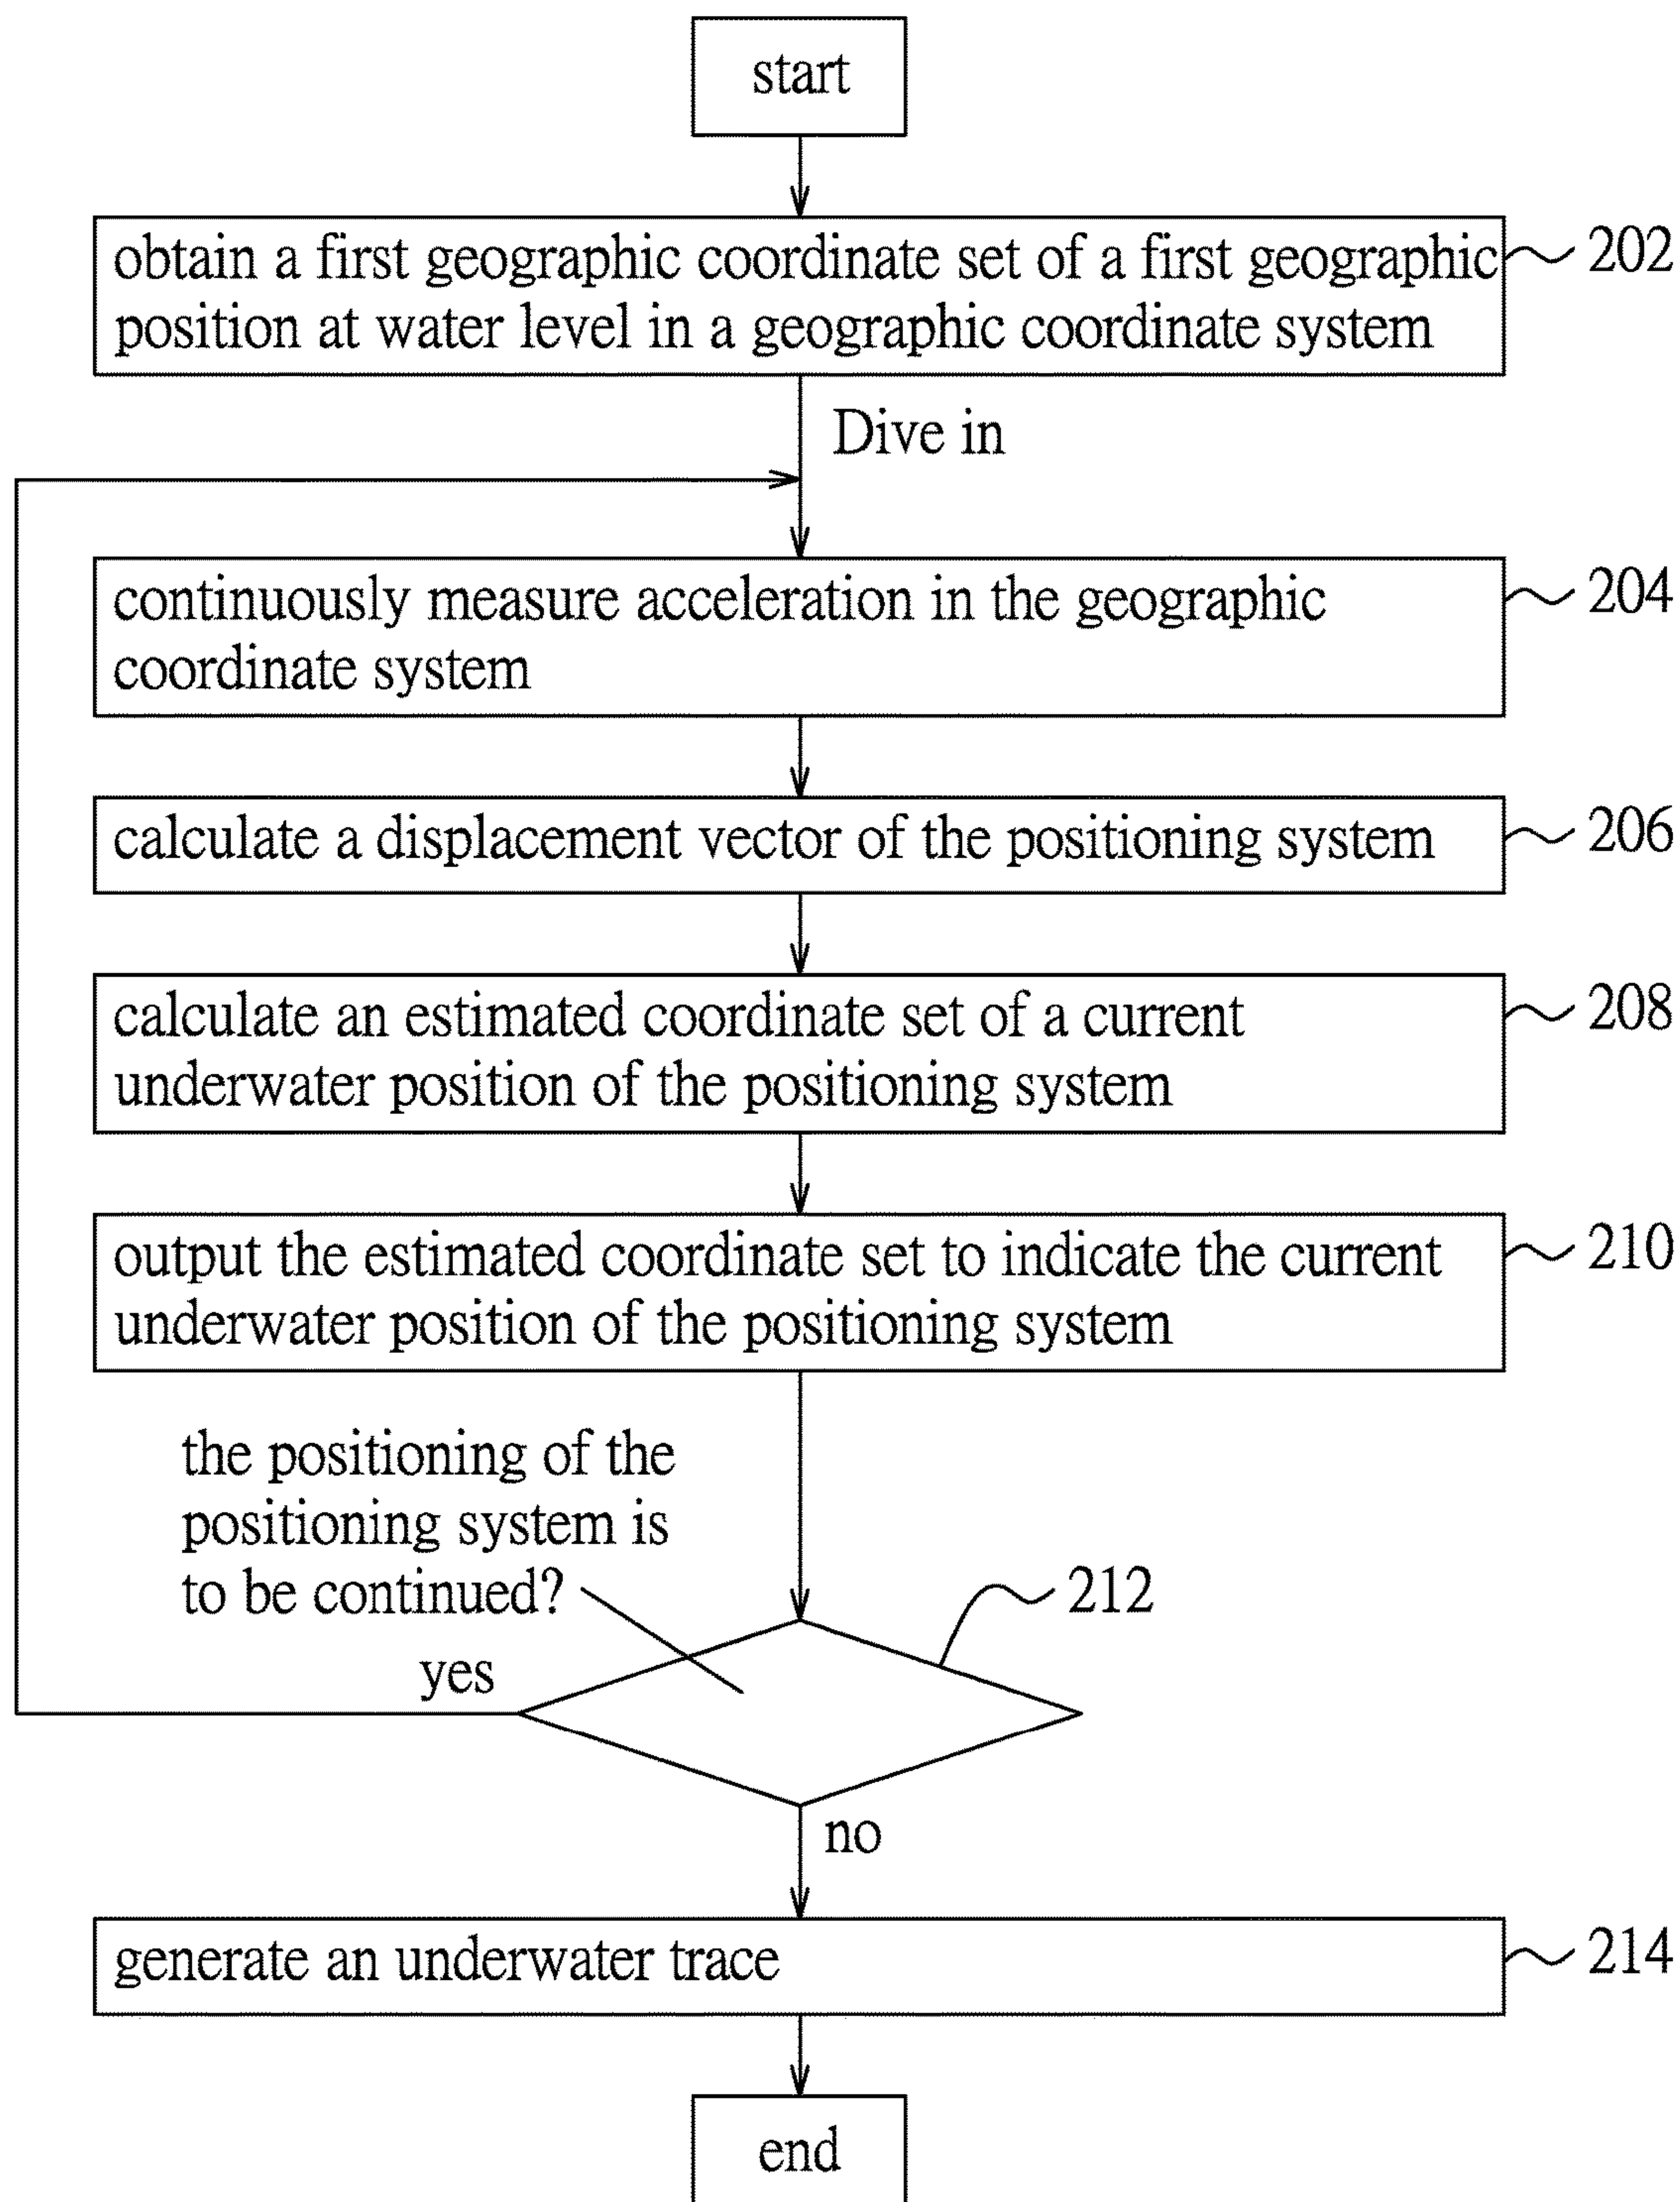 start
obtain a first geographic coordinate set of a first geographic
position at water level in a geographic coordinate system
202
Dive in
continuously measure acceleration in the geographic
coordinate system
204
calculate a displacement vector of the positioning system
206
calculate an estimated coordinate set of a current
underwater position of the positioning system
208
output the estimated coordinate set to indicate the current
underwater position of the positioning system
210
the positioning of the
positioning system is
to be continued?
212
yes
no
generate an underwater trace
214
end